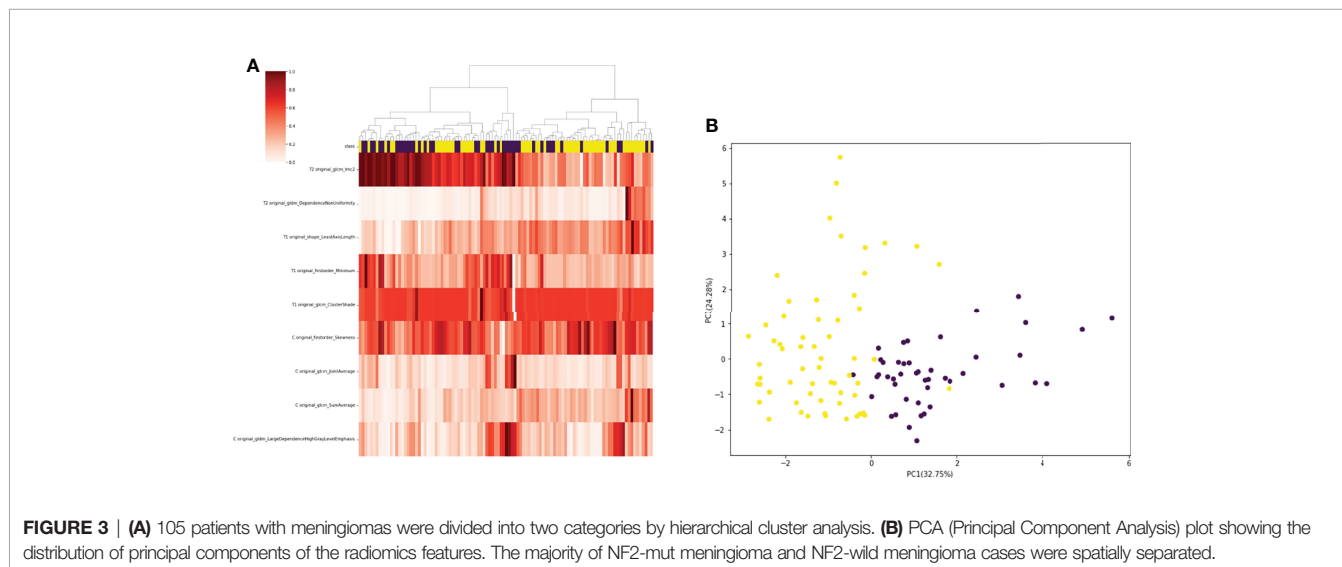 A
1.0
0.8
0.6
0.4
0.2
0.0
class
T2 original_glcm_Imc2
T2 original_gldm_DependenceNonUniformity
T1 original_shape_LeastAxisLength
T1 original_firstorder_Minimum
T1 original_glcm_ClusterShade
C original_firstorder_Skewness
C original_glcm_JointAverage
C original_glcm_SumAverage
C original_gldm_LargeDependenceHighGrayLevelEmphasis
B
6
5
4
3
2
1
0
−1
−2
(24.28%)
−2
0
2
4
6
PC1(32.75%)
FIGURE 3 | (A) 105 patients with meningiomas were divided into two categories by hierarchical cluster analysis. (B) PCA (Principal Component Analysis) plot showing the
distribution of principal components of the radiomics features. The majority of NF2-mut meningioma and NF2-wild meningioma cases were spatially separated.